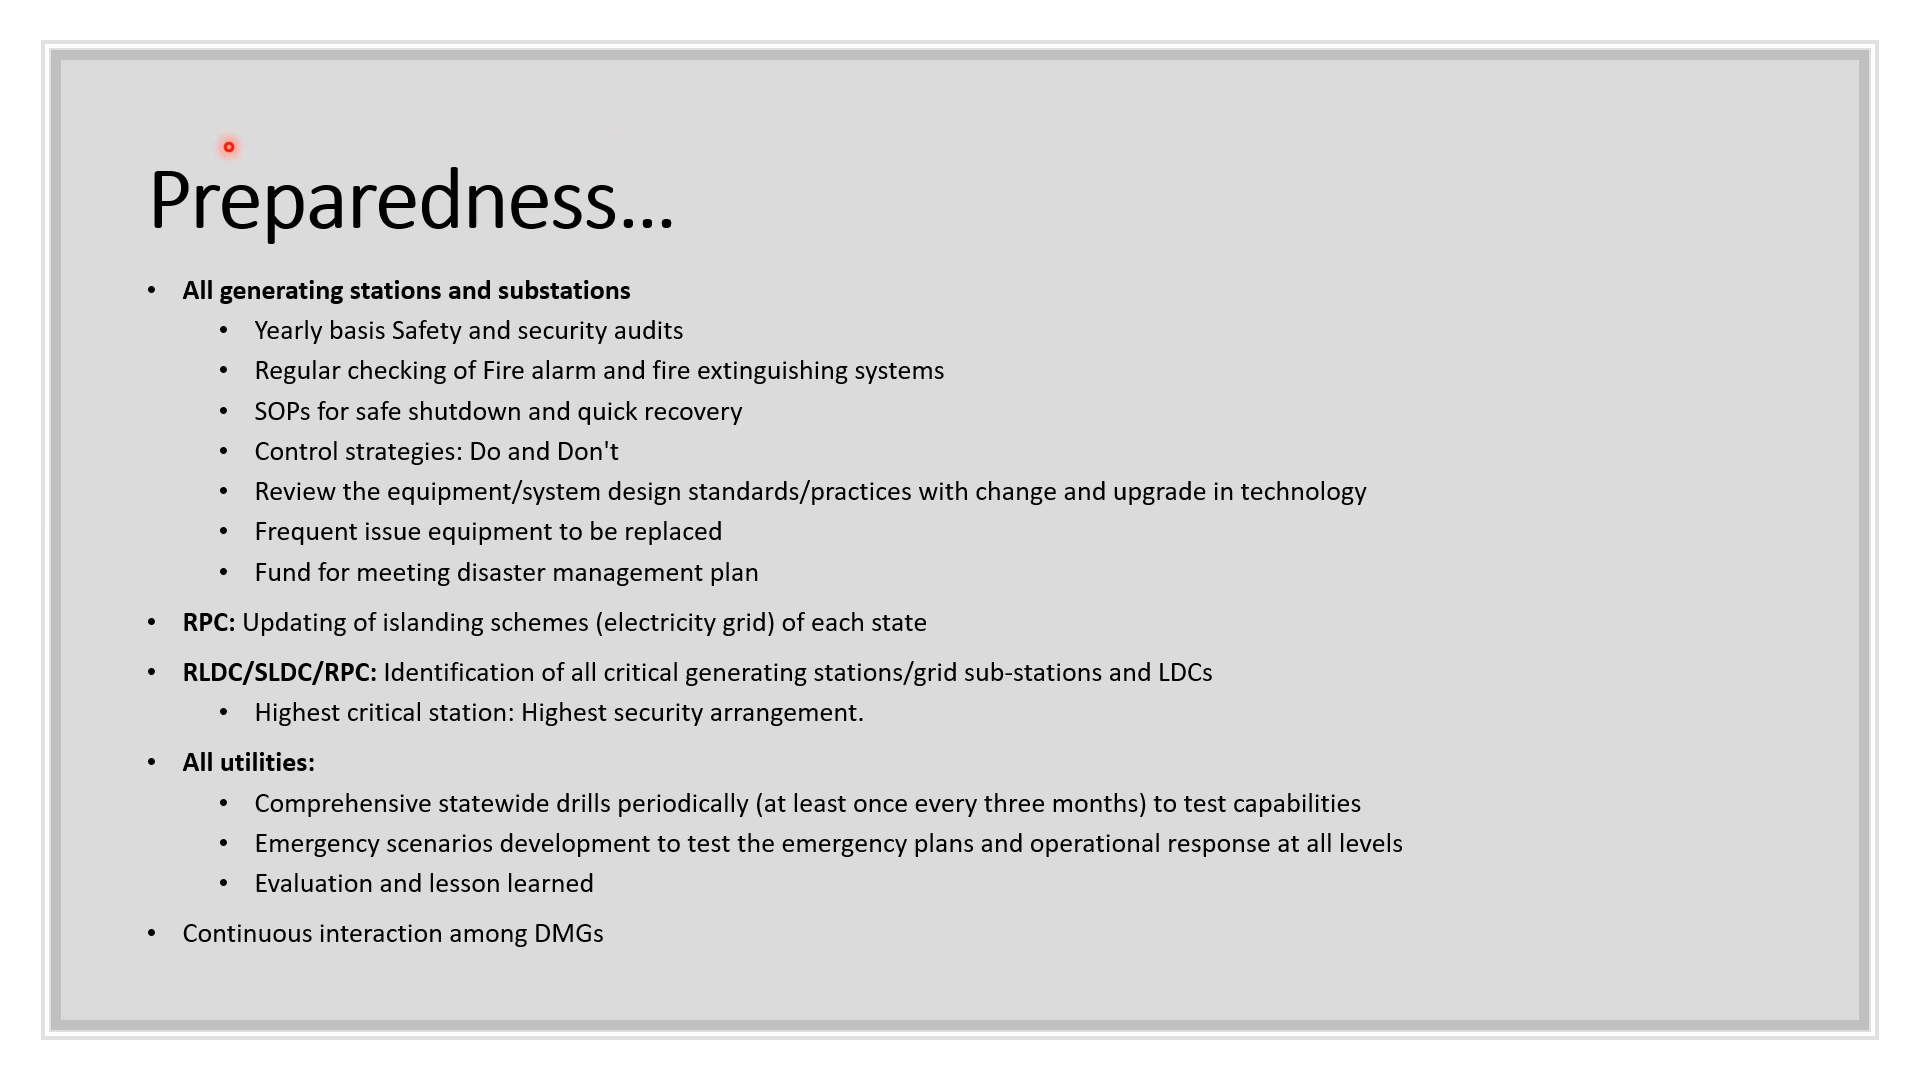 Preparedness...
• All generating stations and substations
• Yearly basis Safety and security audits
• Regular checking of Fire alarm and fire extinguishing systems
• SOPs for safe shutdown and quick recovery
• Control strategies: Do and Don't
• Review the equipment/system design standards/practices with change and upgrade in technology
• Frequent issue equipment to be replaced
• Fund for meeting disaster management plan
• RPC: Updating of islanding schemes (electricity grid) of each state
• RLDC/SLDC/RPC: Identification of all critical generating stations/grid sub-stations and LDCs
• Highest critical station: Highest security arrangement.
• All utilities:
• Comprehensive statewide drills periodically (at least once every three months) to test capabilities
• Emergency scenarios development to test the emergency plans and operational response at all levels
• Evaluation and lesson learned
• Continuous interaction among DMGs